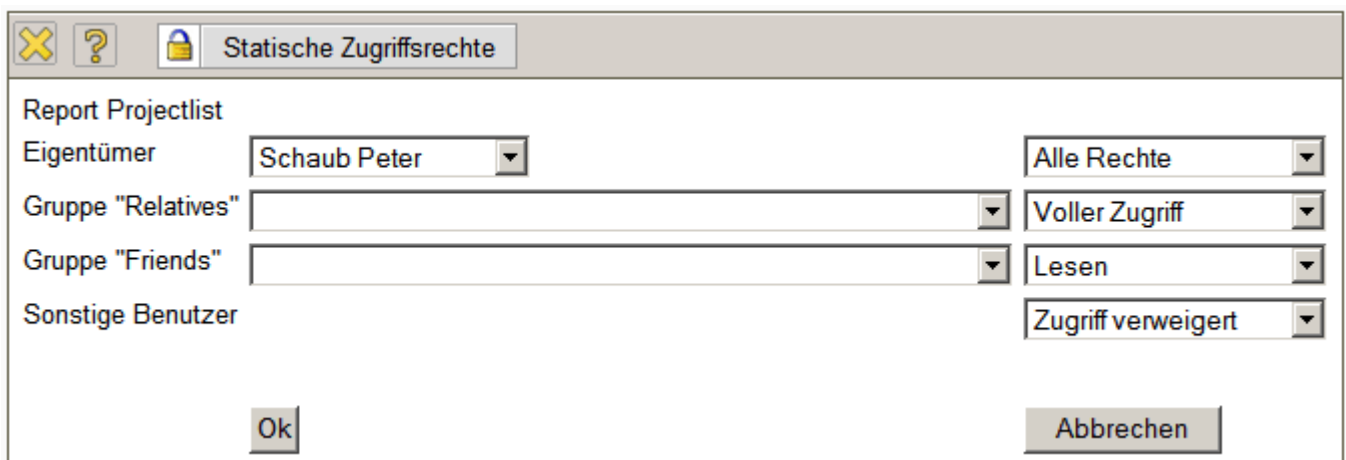 Statische Zugriffsrechte
Report Projectlist
Eigentümer Schaub Peter Alle Rechte
Gruppe "Relatives" Voller Zugriff
Gruppe "Friends" Lesen
Sonstige Benutzer Zugriff verweigert
Ok Abbrechen